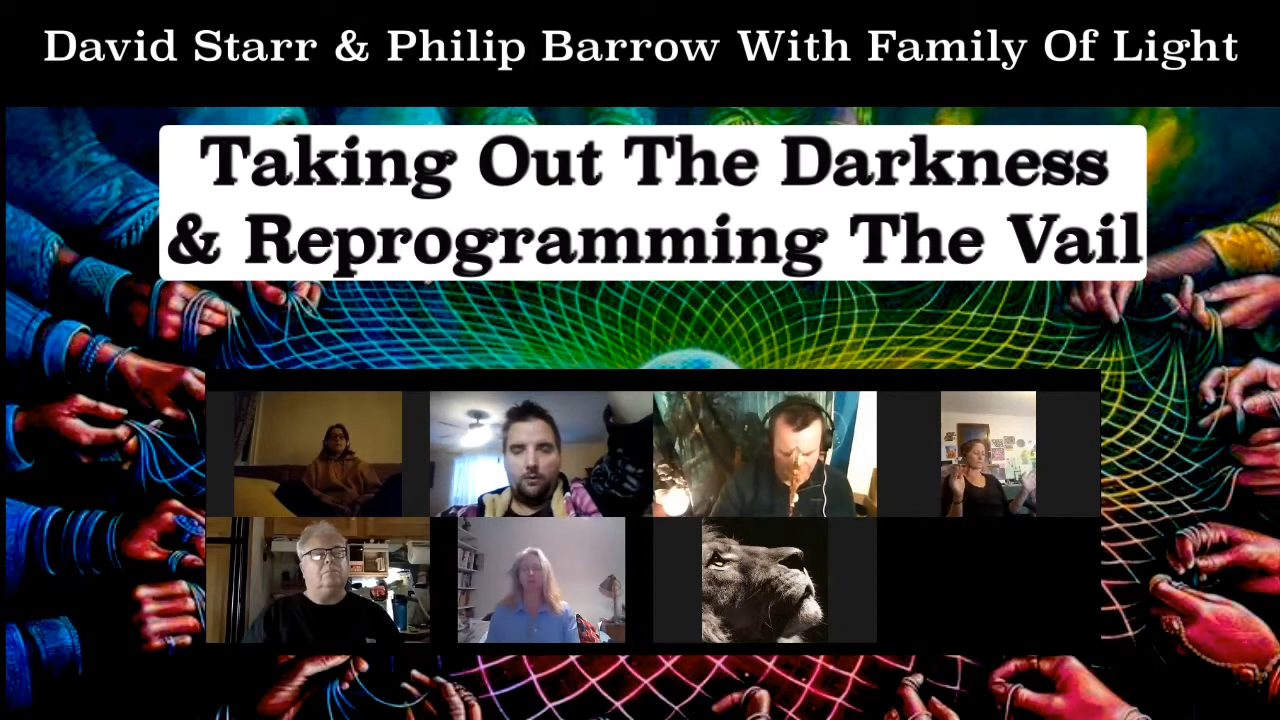 David Starr & Philip Barrow With Family Of Light
Taking Out The Darkness
& Reprogramming The Vail